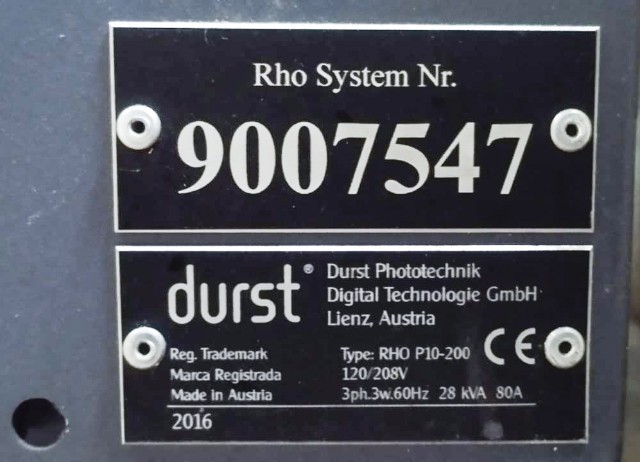 Rho System Nr.
9007547
durst®
Durst Phototechnik
Digital Technologie GmbH
Lienz, Austria
Reg. Trademark
Marca Registrada
Made in Austria
Type: RHO P10-200
120/208V
3ph.3w.60Hz 28 kVA 80A
CE
2016